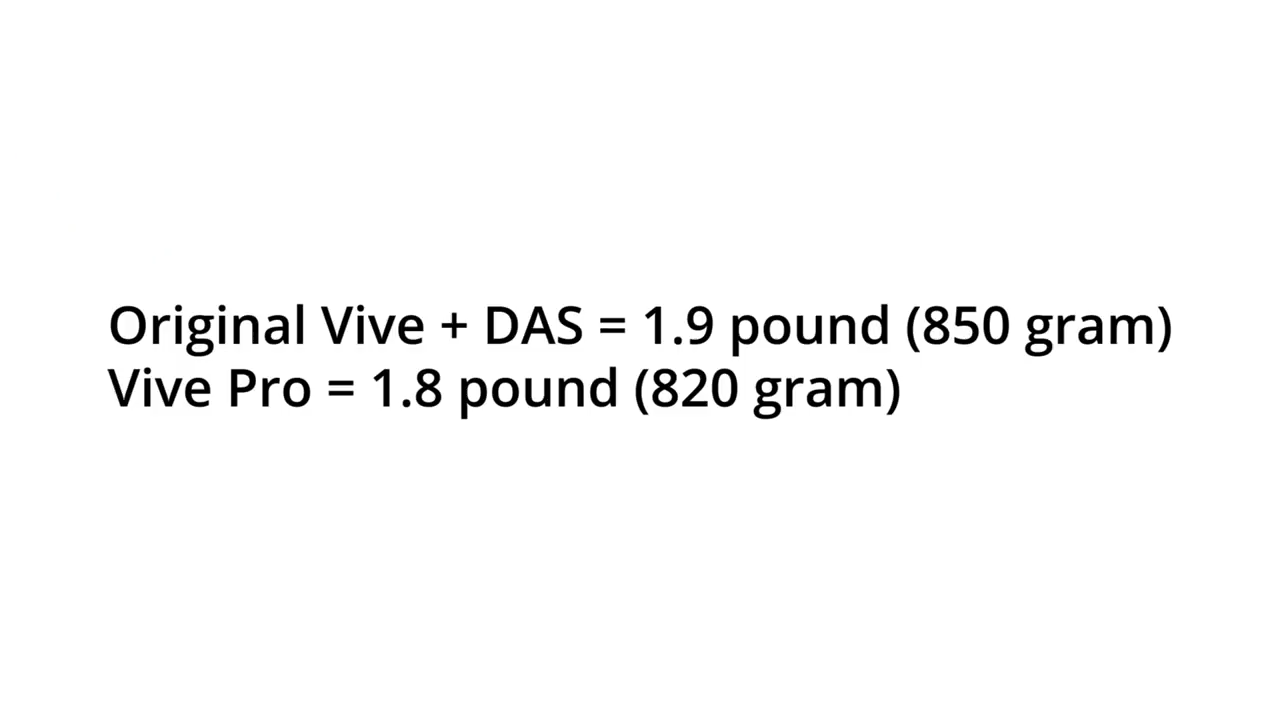 Original Vive + DAS = 1.9 pound (850 gram)
Vive Pro = 1.8 pound (820 gram)